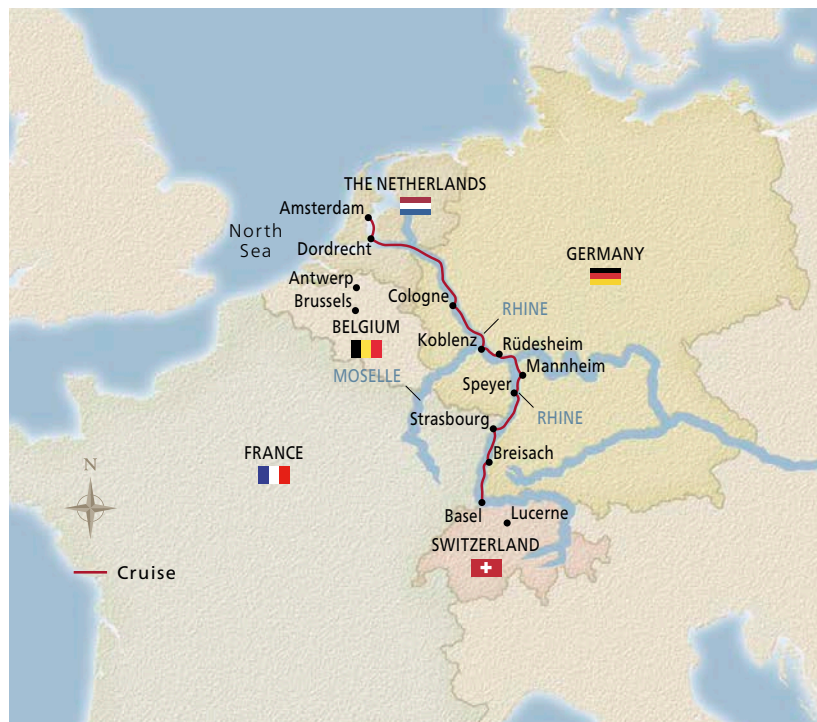 THE NETHERLANDS
Amsterdam
North
Sea
Dordrecht
GERMANY
Antwerp
Brussels
Cologne
RHINE
BELGIUM
Koblenz
Rüdesheim
Mannheim
MOSELLE
Speyer
Strasbourg
RHINE
FRANCE
Breisach
N
Basel
Lucerne
SWITZERLAND
Cruise